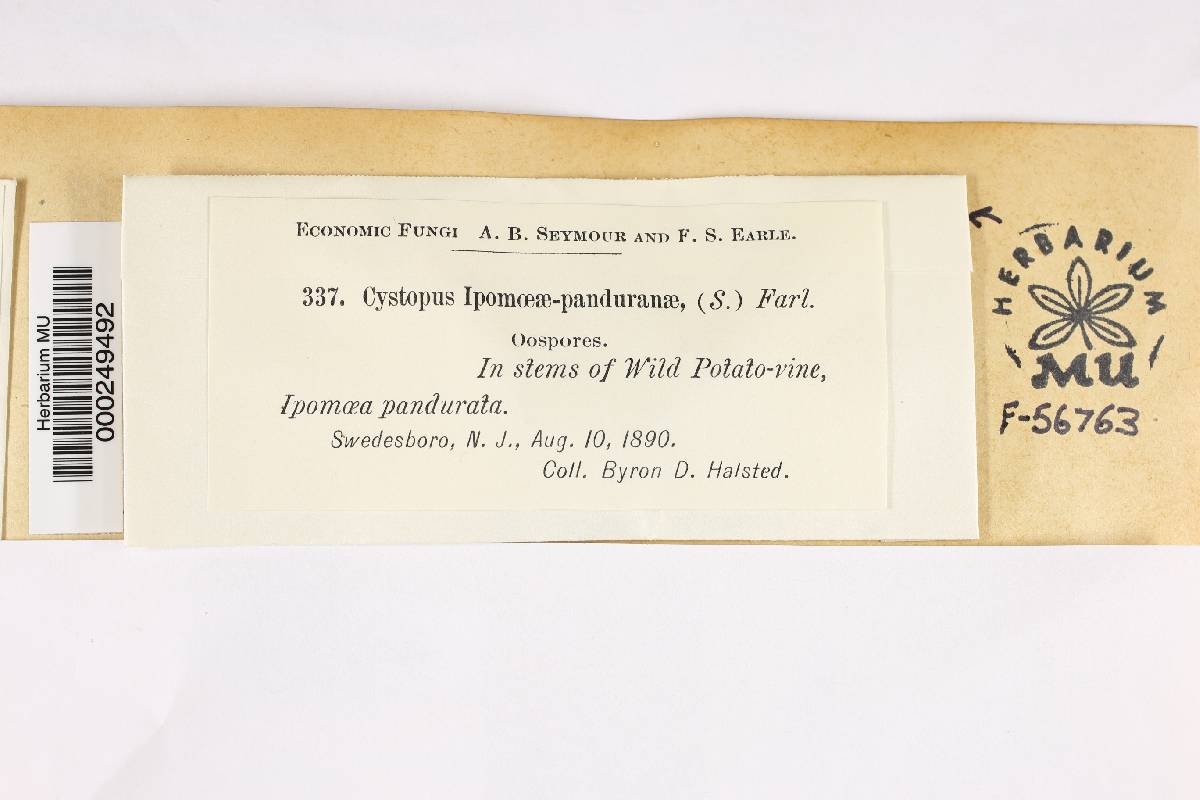 Herbarium MU
000249492
Economic Fungi A. B. Seymour and F. S. Earle.
337. Cystopus Ipomœæ-panduranæ, (S.) Farl.
Oospores.
In stems of Wild Potato-vine,
Ipomœa pandurata.
Swedesboro, N. J., Aug. 10, 1890.
Coll. Byron D. Halsted.
HERBARIUM
MU
F-56763